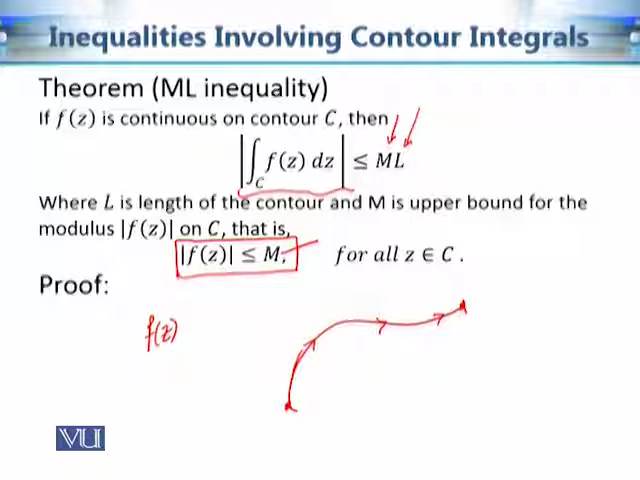 Inequalities Involving Contour Integrals
Theorem (ML inequality)
If f(z) is continuous on contour C, then
|∫_C f(z) dz| ≤ ML
Where L is length of the contour and M is upper bound for the
modulus |f(z)| on C, that is,
|f(z)| ≤ M, for all z ∈ C .
Proof:
f(z)
VU